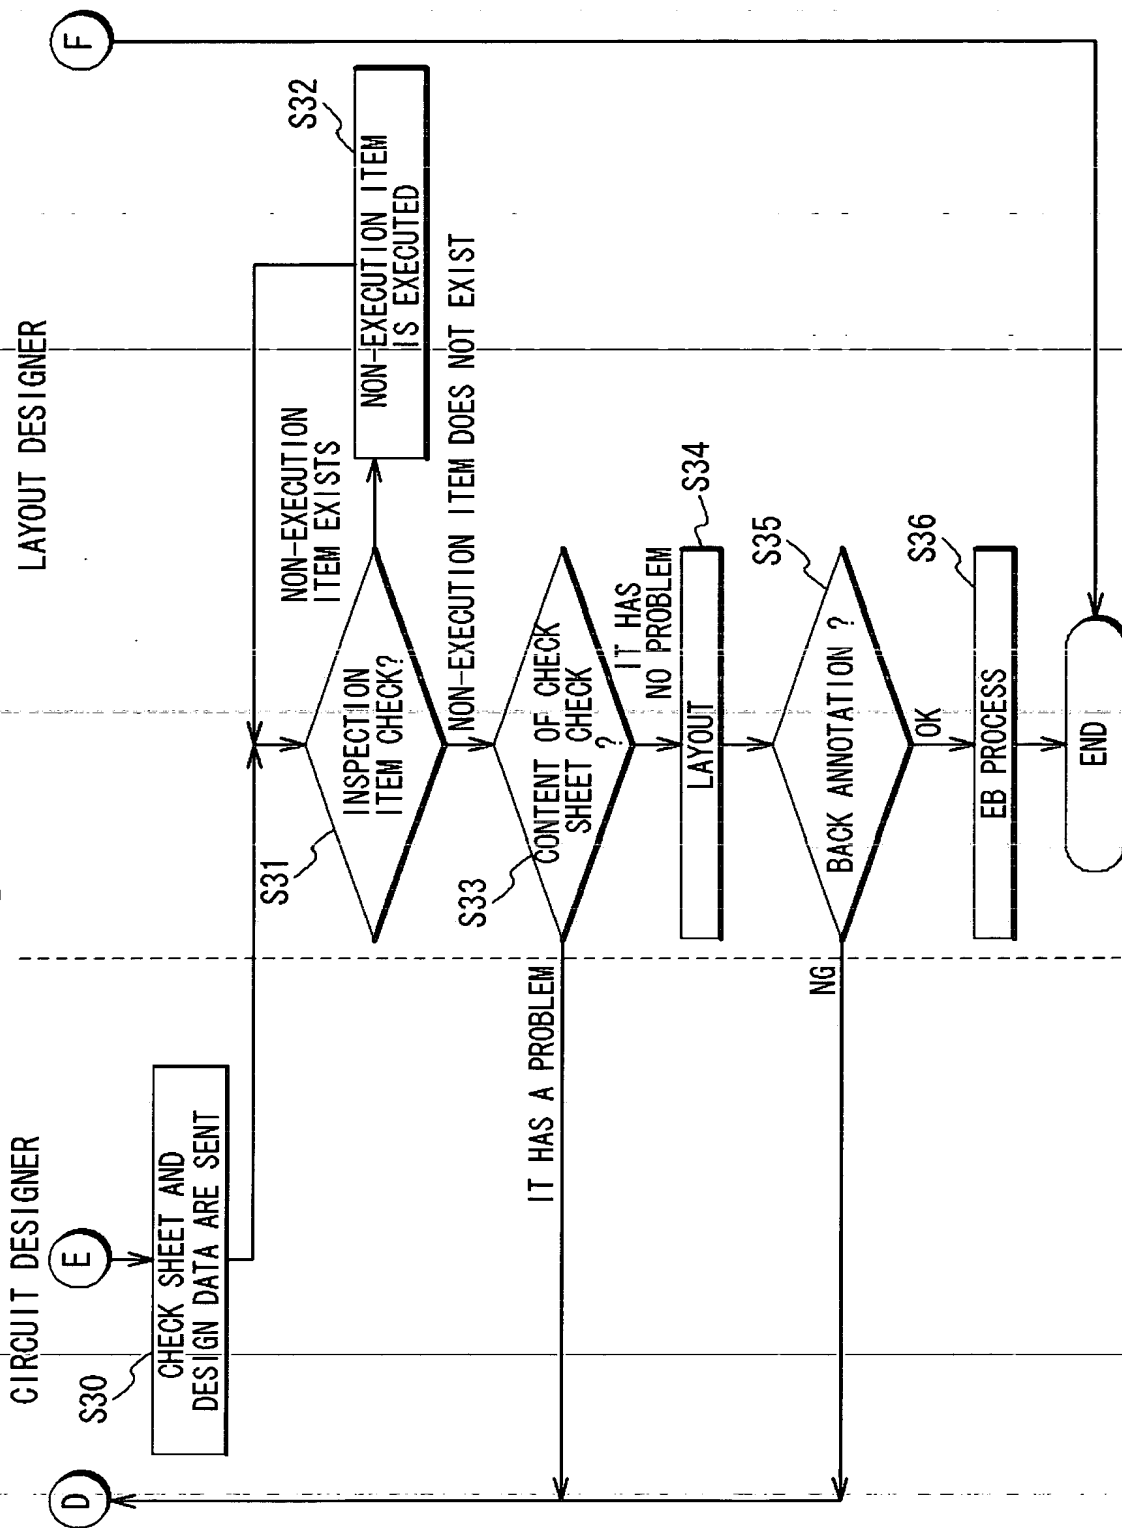 CIRCUIT DESIGNER
LAYOUT DESIGNER
D
E
F
S30
CHECK SHEET AND
DESIGN DATA ARE SENT
S31
INSPECTION
ITEM CHECK?
NON-EXECUTION
ITEM EXISTS
S32
NON-EXECUTION ITEM
IS EXECUTED
NON-EXECUTION ITEM DOES NOT EXIST
S33
CONTENT OF CHECK
SHEET CHECK
?
IT HAS A PROBLEM
IT HAS
NO PROBLEM
S34
LAYOUT
S35
BACK ANNOTATION ?
NG
OK
S36
EB PROCESS
END